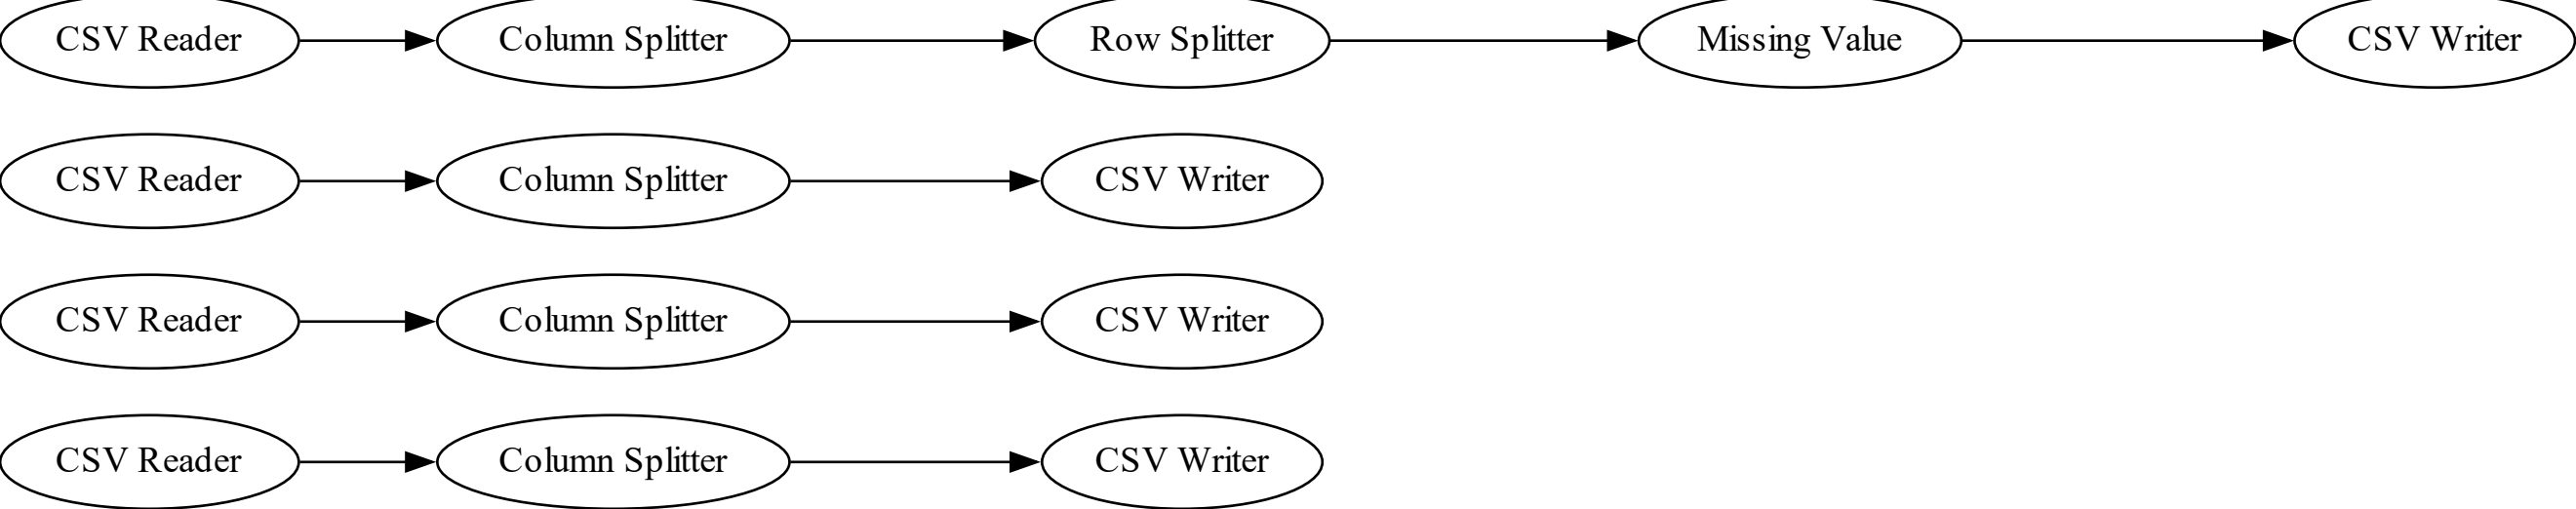 CSV Reader Column Splitter Row Splitter Missing Value CSV Writer
CSV Reader Column Splitter CSV Writer
CSV Reader Column Splitter CSV Writer
CSV Reader Column Splitter CSV Writer